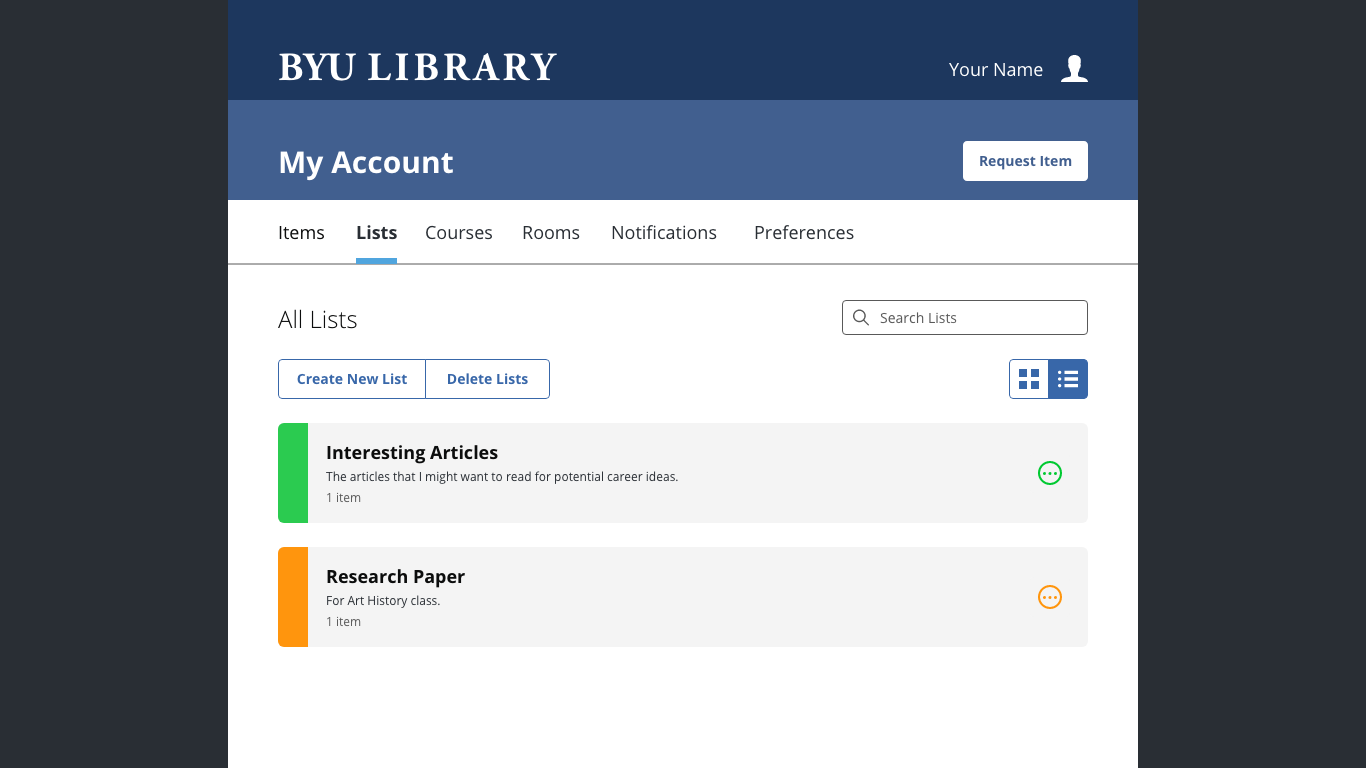 BYU LIBRARY
Your Name
My Account
Request Item
Items Lists Courses Rooms Notifications Preferences
All Lists
Search Lists
Create New List
Delete Lists
Interesting Articles
The articles that I might want to read for potential career ideas.
1 item
Research Paper
For Art History class.
1 item